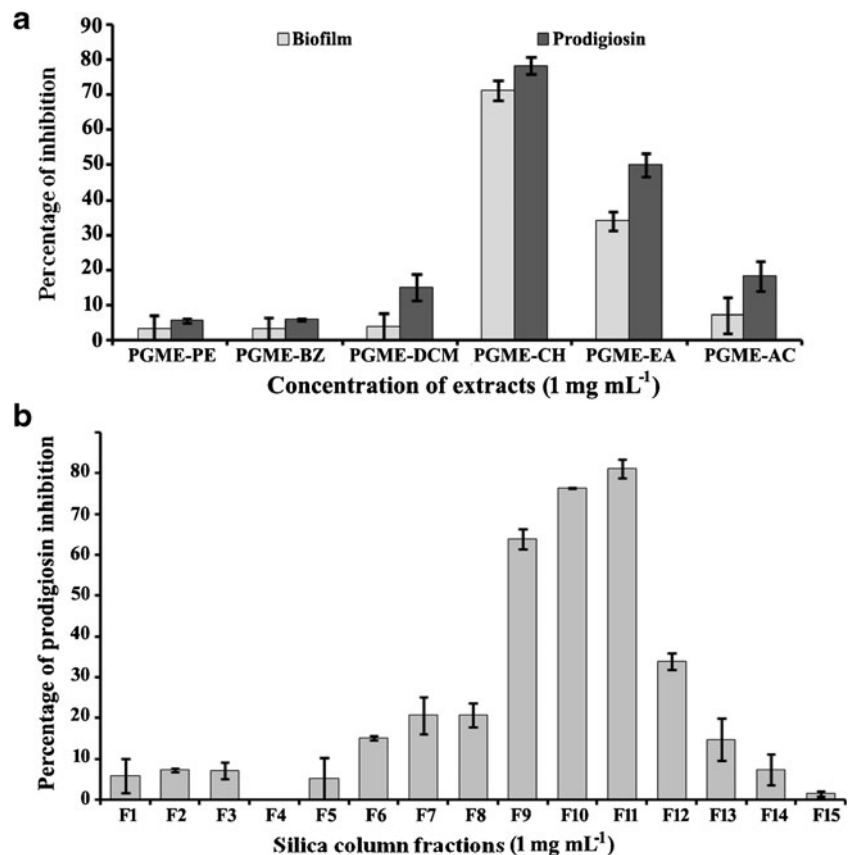 a
90
80
70
60
50
40
30
20
10
0
Percentage of inhibition
Biofilm Prodigiosin
PGME-PE PGME-BZ PGME-DCM PGME-CH PGME-EA PGME-AC
Concentration of extracts (1 mg mL⁻¹)
b
80
70
60
50
40
30
20
10
0
Percentage of prodigiosin inhibition
F1 F2 F3 F4 F5 F6 F7 F8 F9 F10 F11 F12 F13 F14 F15
Silica column fractions (1 mg mL⁻¹)